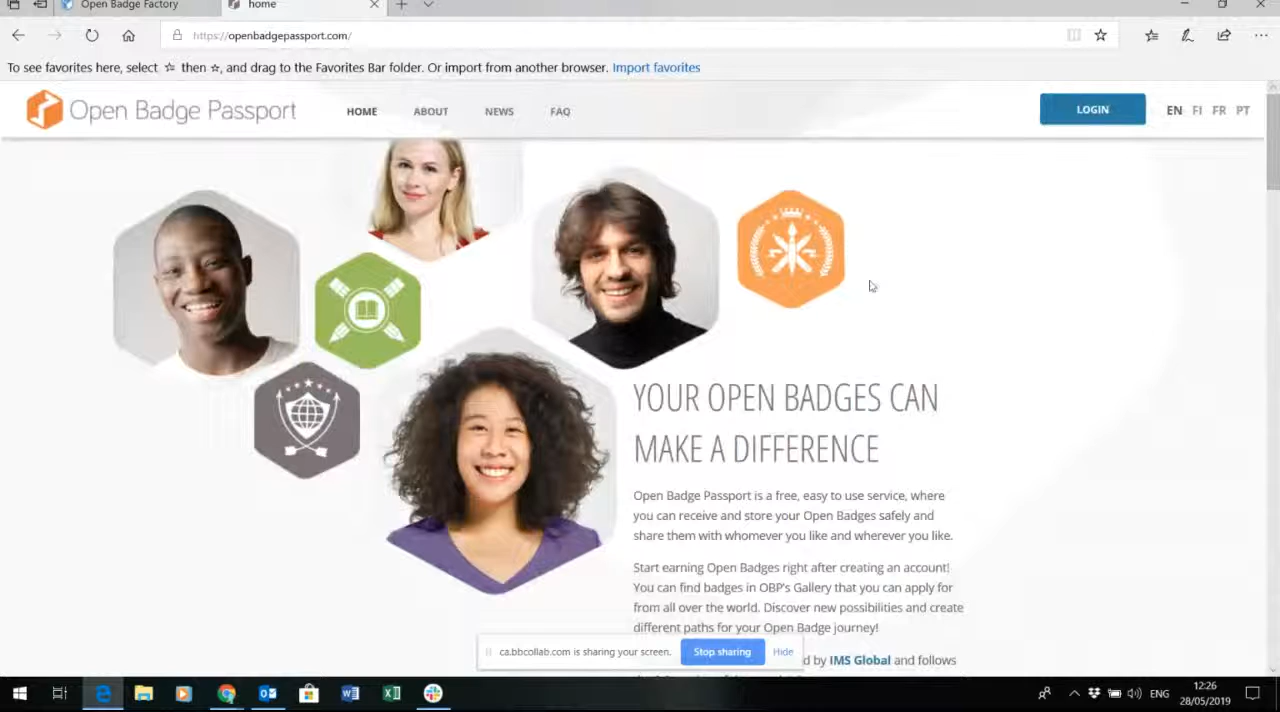 Open Badge Factory
home
https://openbadgepassport.com/
To see favorites here, select ☆ then ☆, and drag to the Favorites Bar folder. Or import from another browser. Import favorites
Open Badge Passport
HOME ABOUT NEWS FAQ
LOGIN
EN FI FR PT
YOUR OPEN BADGES CAN
MAKE A DIFFERENCE
Open Badge Passport is a free, easy to use service, where
you can receive and store your Open Badges safely and
share them with whomever you like and wherever you like.
Start earning Open Badges right after creating an account!
You can find badges in OBP's Gallery that you can apply for
from all over the world. Discover new possibilities and create
different paths for your Open Badge journey!
d by IMS Global and follows
ca.bbcollab.com is sharing your screen. Stop sharing Hide
ENG
12:26
28/05/2019